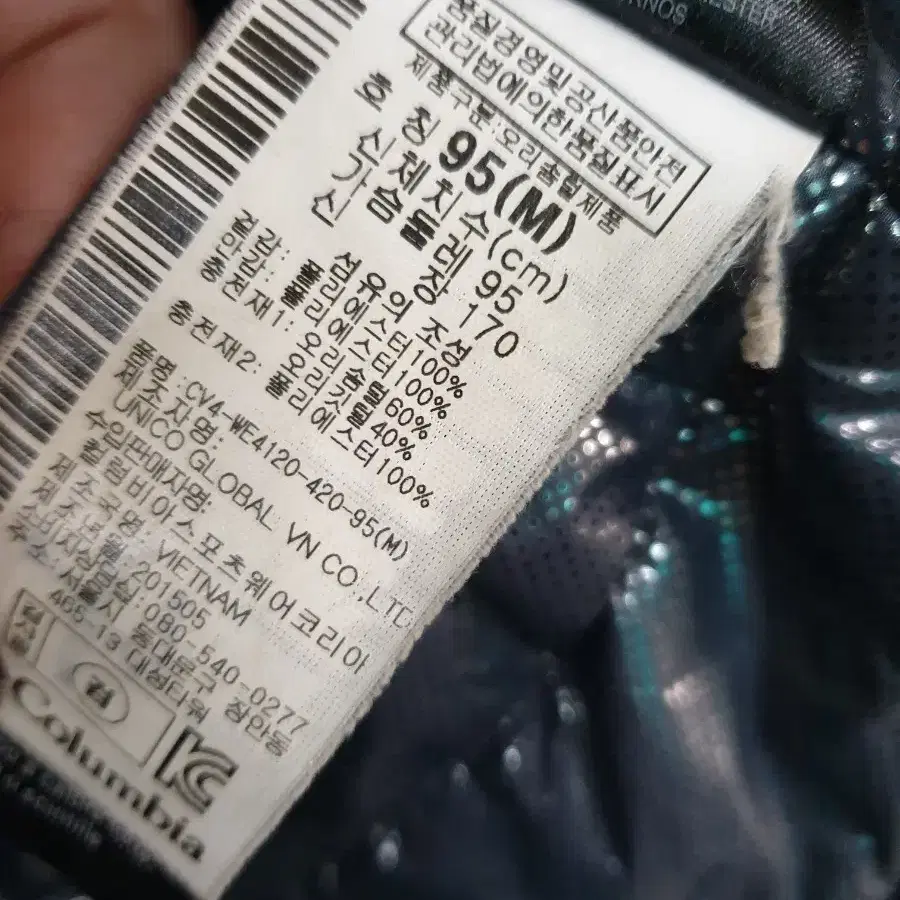 품질경영및공산품안전
관리법에의한품질표시
제품구분:오리솜털제품
호 칭 95(M)
신체치수(cm)
가슴둘레 95
신 장 170
섬유의 조성
겉감: 폴리에스터100%
안감: 폴리에스터100%
충전재1: 오리솜털60%
오리깃털40%
충전재2: 폴리에스터100%
품명:CV4-WE4120-420-95(M)
제조자명:
UNICO GLOBAL VN CO.,LTD
수입판매자명:
컬럼비아스포츠웨어코리아
제조국명: VIETNAM
제조년월:201505
소비자상담실:080-540-0277
주소:서울시 동대문구 장안동
465-13 대성타워
Columbia